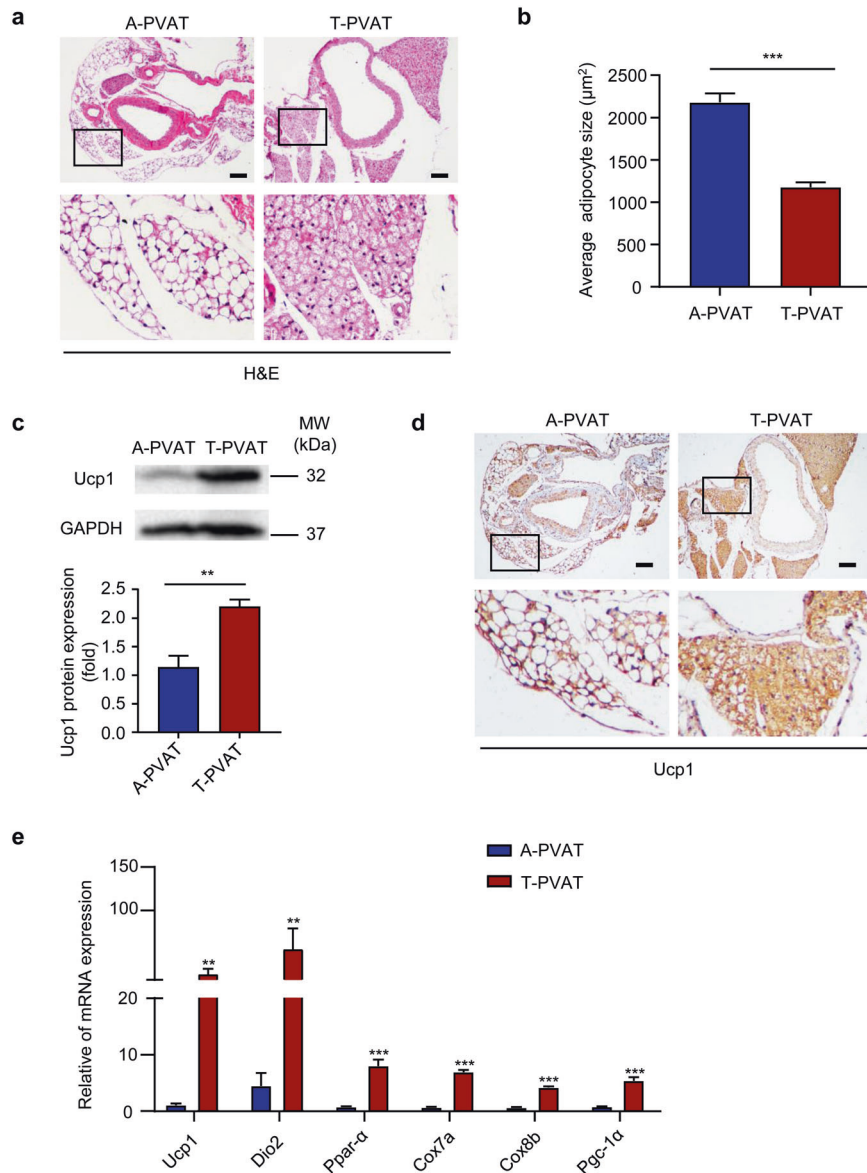 a
A-PVAT T-PVAT
H&E
b
***
Average adipocyte size (μm²)
2500
2000
1500
1000
500
0
A-PVAT T-PVAT
c
A-PVAT T-PVAT
MW
(kDa)
Ucp1 32
GAPDH 37
**
Ucp1 protein expression
(fold)
2.5
2.0
1.5
1.0
0.5
0.0
A-PVAT
T-PVAT
d
A-PVAT T-PVAT
Ucp1
e
A-PVAT
T-PVAT
Relative of mRNA expression
150
100
20
10
0
** ** *** *** *** ***
Ucp1
Dio2
Ppar-α
Cox7a
Cox8b
Pgc-1α